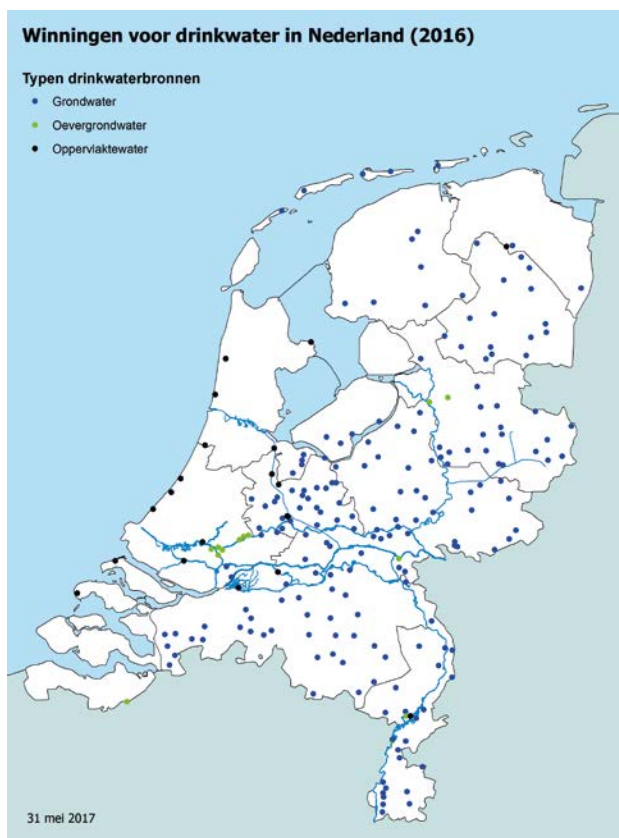 Winningen voor drinkwater in Nederland (2016)
Typen drinkwaterbronnen
Grondwater
Oevergrondwater
Oppervlaktewater
31 mei 2017